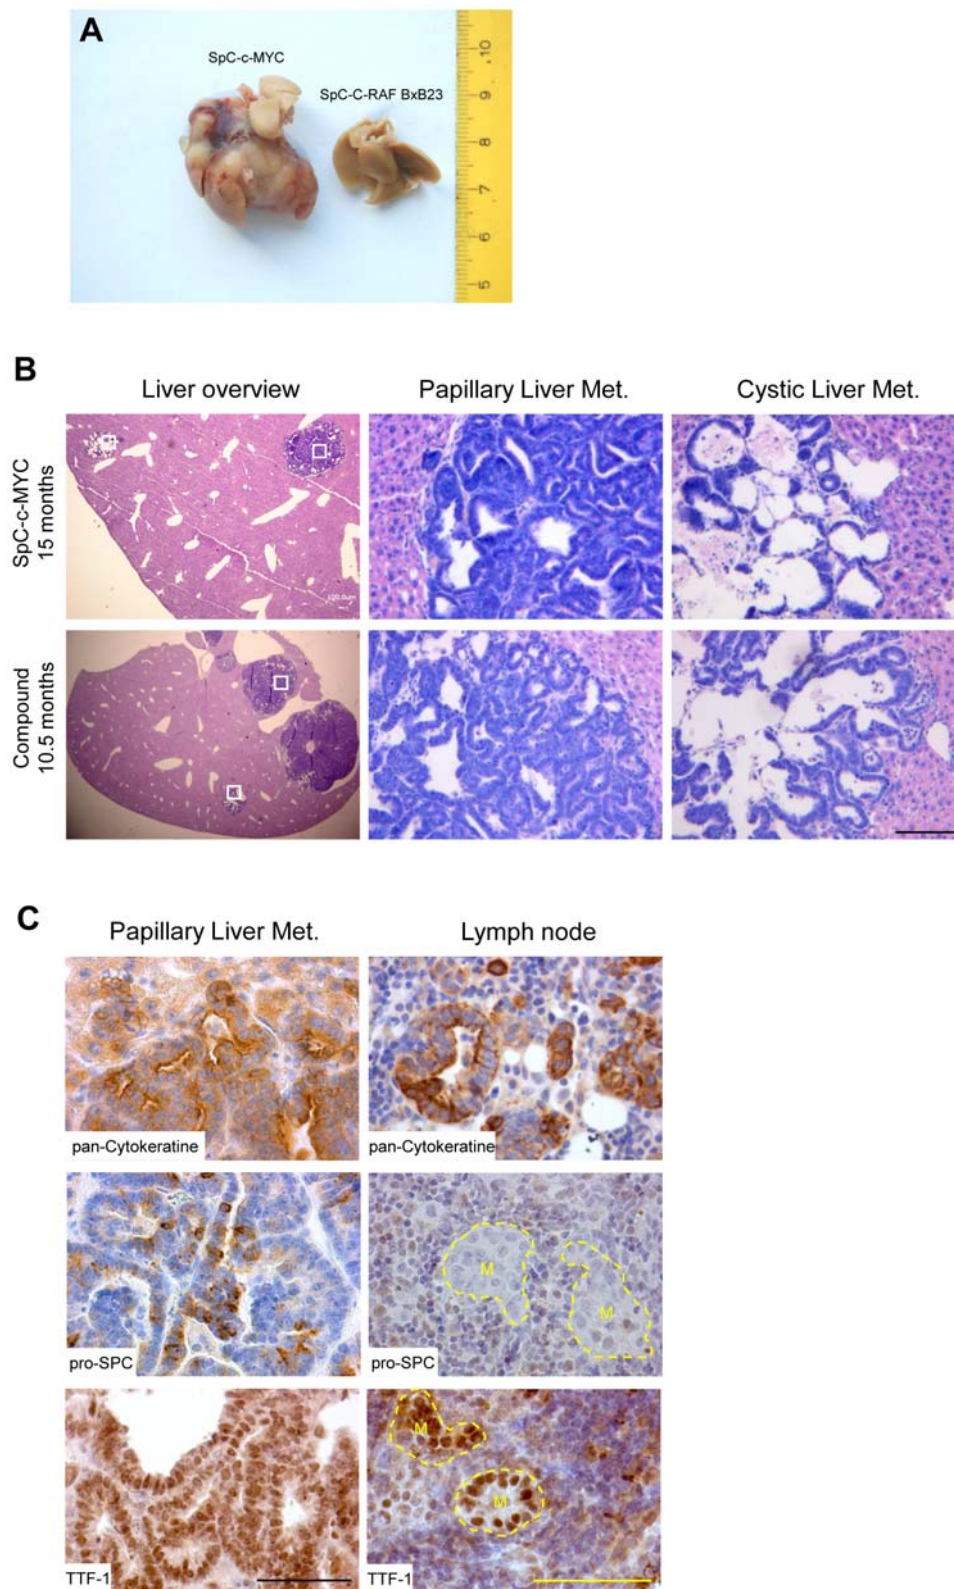 A
SpC-c-MYC
SpC-C-RAF BxB23
10
9
8
7
6
5
B
Liver overview
Papillary Liver Met.
Cystic Liver Met.
SpC-c-MYC
15 months
Compound
10.5 months
C
Papillary Liver Met.
Lymph node
pan-Cytokeratine
pan-Cytokeratine
pro-SPC
M
M
pro-SPC
TTF-1
M
M
TTF-1